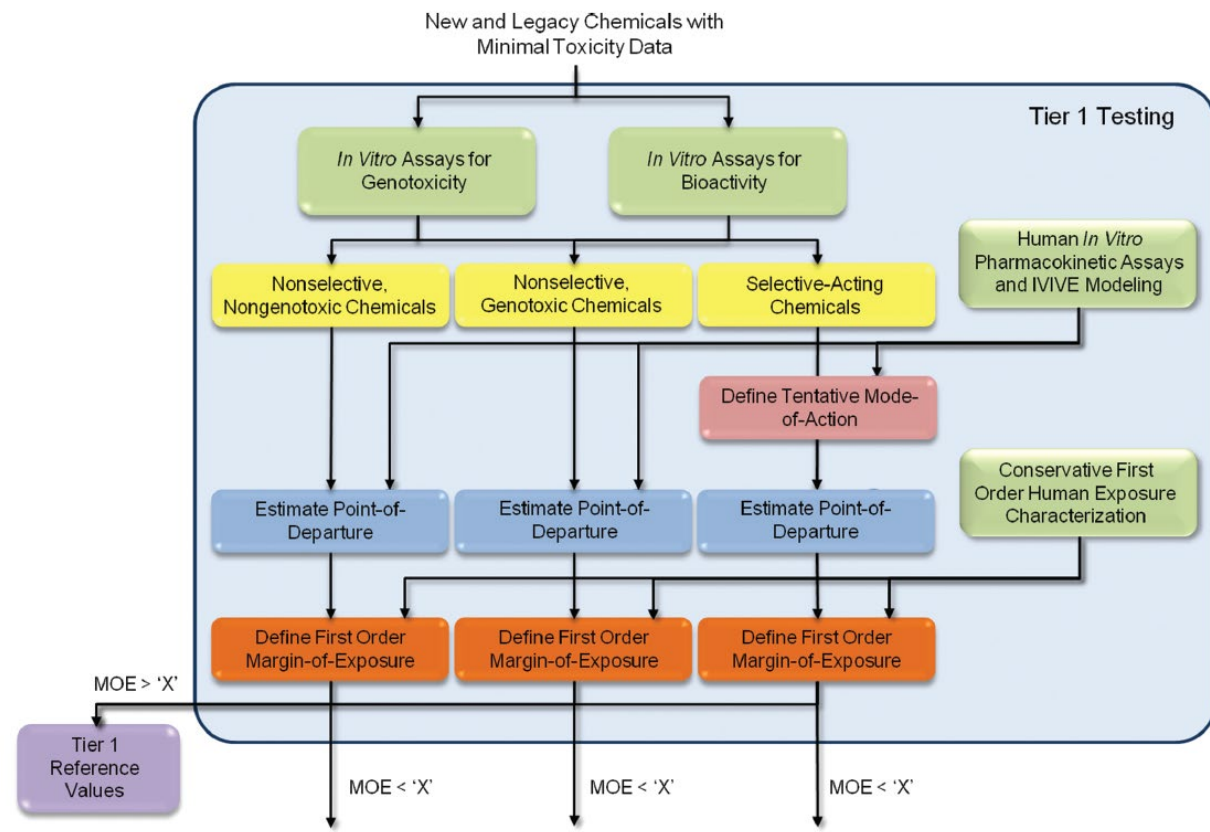 New and Legacy Chemicals with
Minimal Toxicity Data
Tier 1 Testing
In Vitro Assays for
Genotoxicity
In Vitro Assays for
Bioactivity
Human In Vitro
Pharmacokinetic Assays
and IVIVE Modeling
Nonselective,
Nongenotoxic Chemicals
Nonselective,
Genotoxic Chemicals
Selective-Acting
Chemicals
Define Tentative Mode-
of-Action
Conservative First
Order Human Exposure
Characterization
Estimate Point-of-
Departure
Estimate Point-of-
Departure
Estimate Point-of-
Departure
Define First Order
Margin-of-Exposure
Define First Order
Margin-of-Exposure
Define First Order
Margin-of-Exposure
MOE > ‘X’
Tier 1
Reference
Values
MOE < ‘X’
MOE < ‘X’
MOE < ‘X’